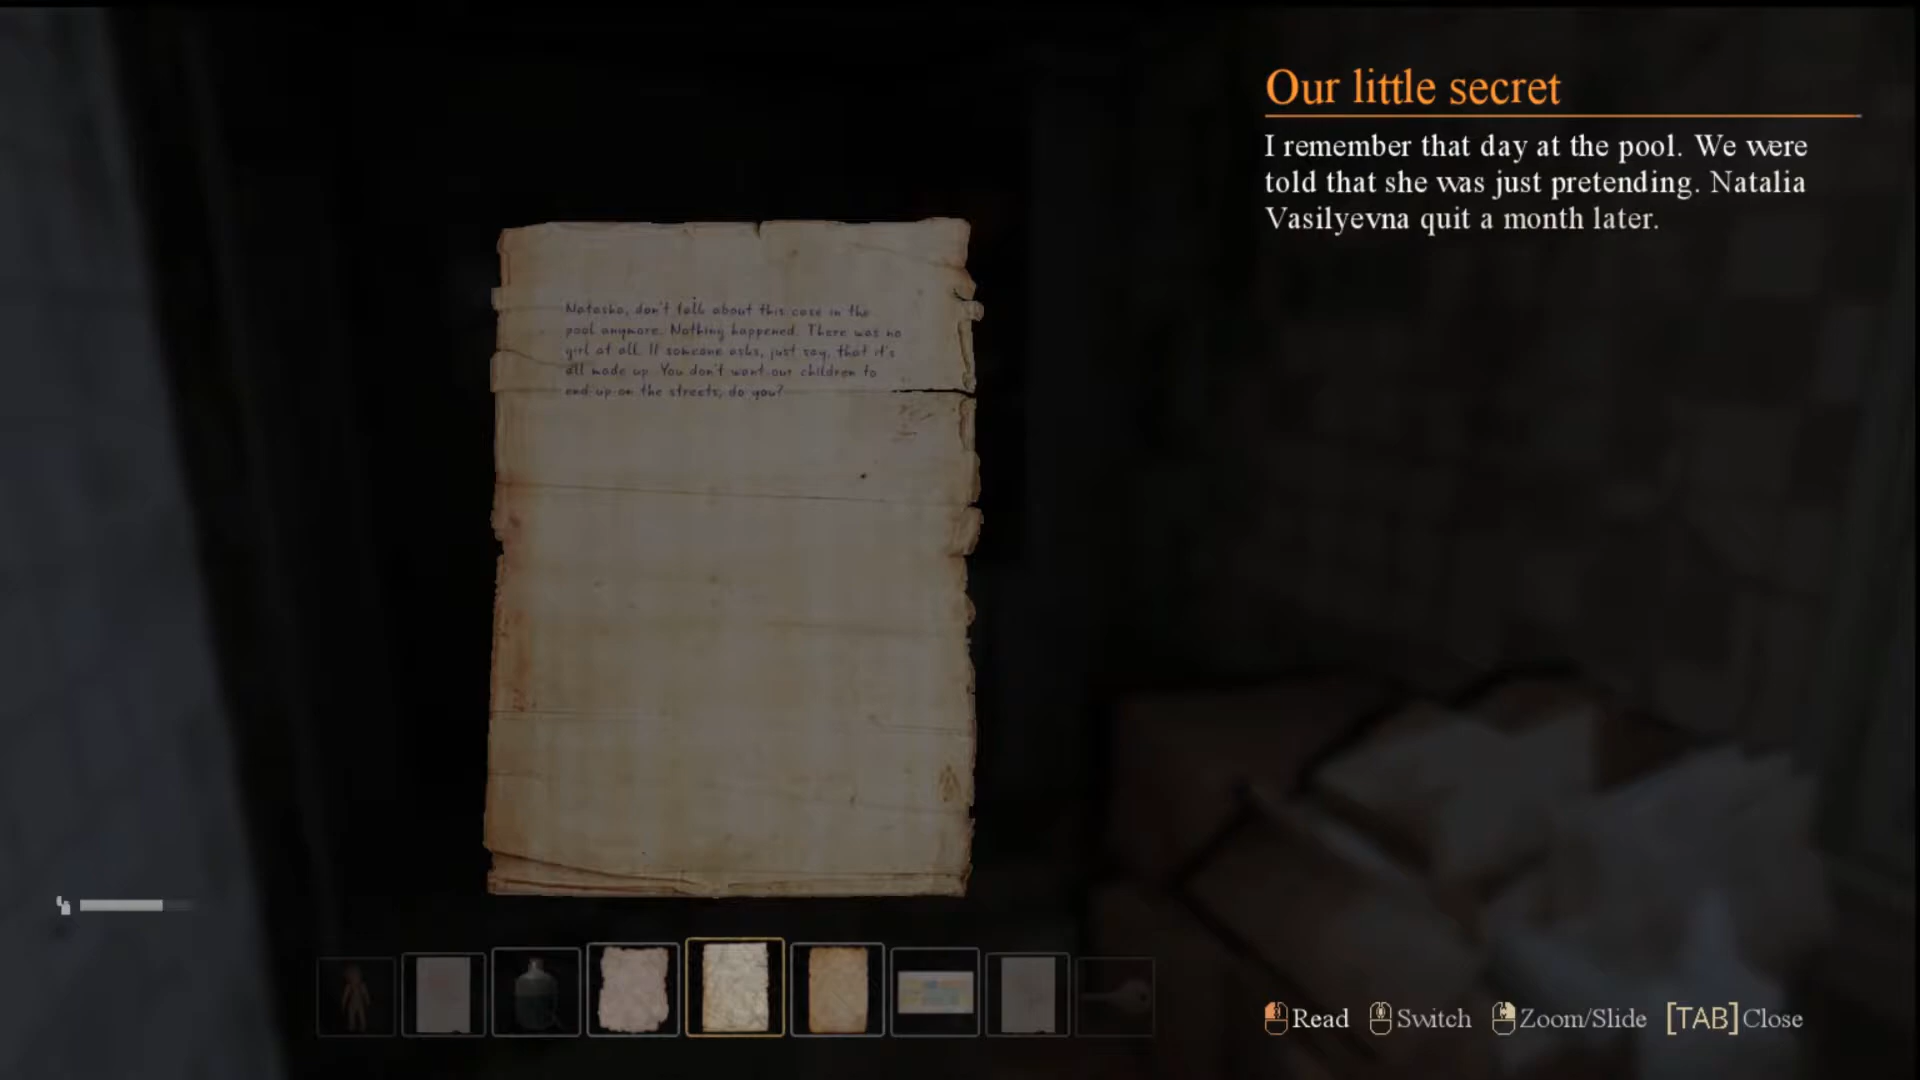 Our little secret
I remember that day at the pool. We were
told that she was just pretending. Natalia
Vasilyevna quit a month later.
Natasha, don't talk about this case in the
pool anymore. Nothing happened. There was no
girl at all. If someone asks, just say, that it's
all made up. You don't want our children to
end up on the streets, do you?
Read Switch Zoom/Slide [TAB] Close